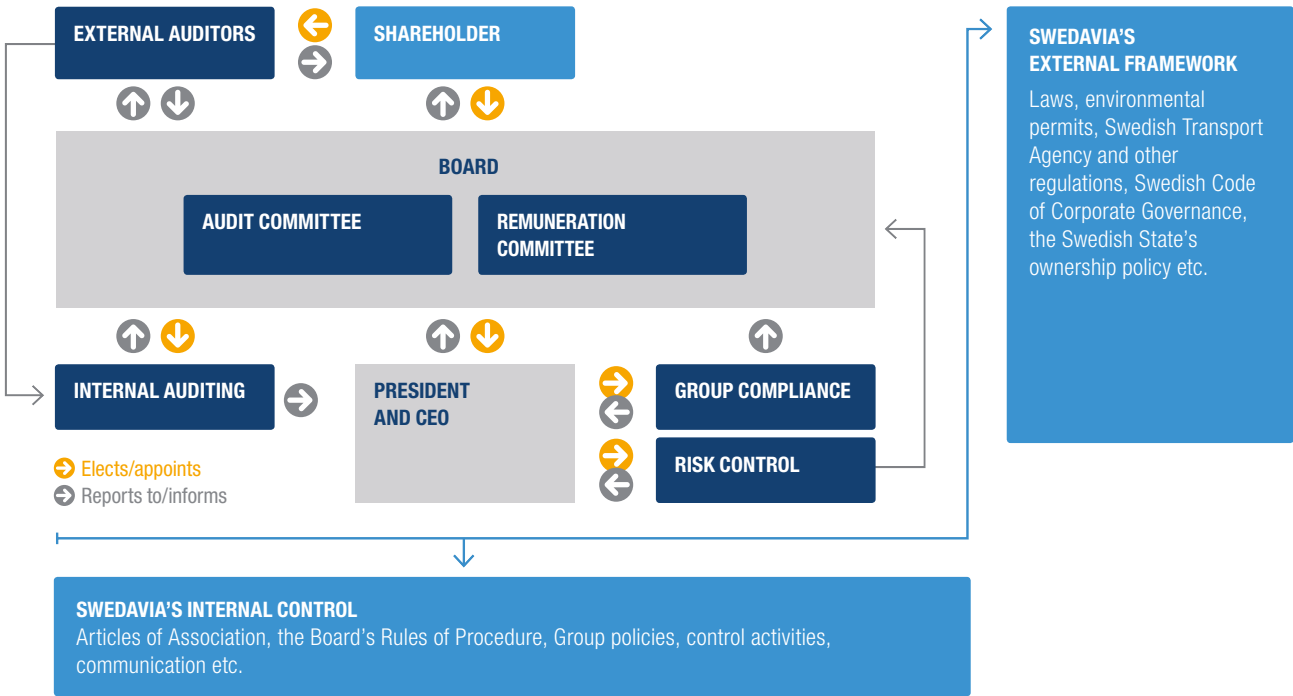 EXTERNAL AUDITORS
SHAREHOLDER
BOARD
AUDIT COMMITTEE
REMUNERATION
COMMITTEE
INTERNAL AUDITING
PRESIDENT
AND CEO
GROUP COMPLIANCE
RISK CONTROL
Elects/appoints
Reports to/informs
SWEDAVIA’S
EXTERNAL FRAMEWORK
Laws, environmental
permits, Swedish Transport
Agency and other
regulations, Swedish Code
of Corporate Governance,
the Swedish State’s
ownership policy etc.
SWEDAVIA’S INTERNAL CONTROL
Articles of Association, the Board’s Rules of Procedure, Group policies, control activities,
communication etc.